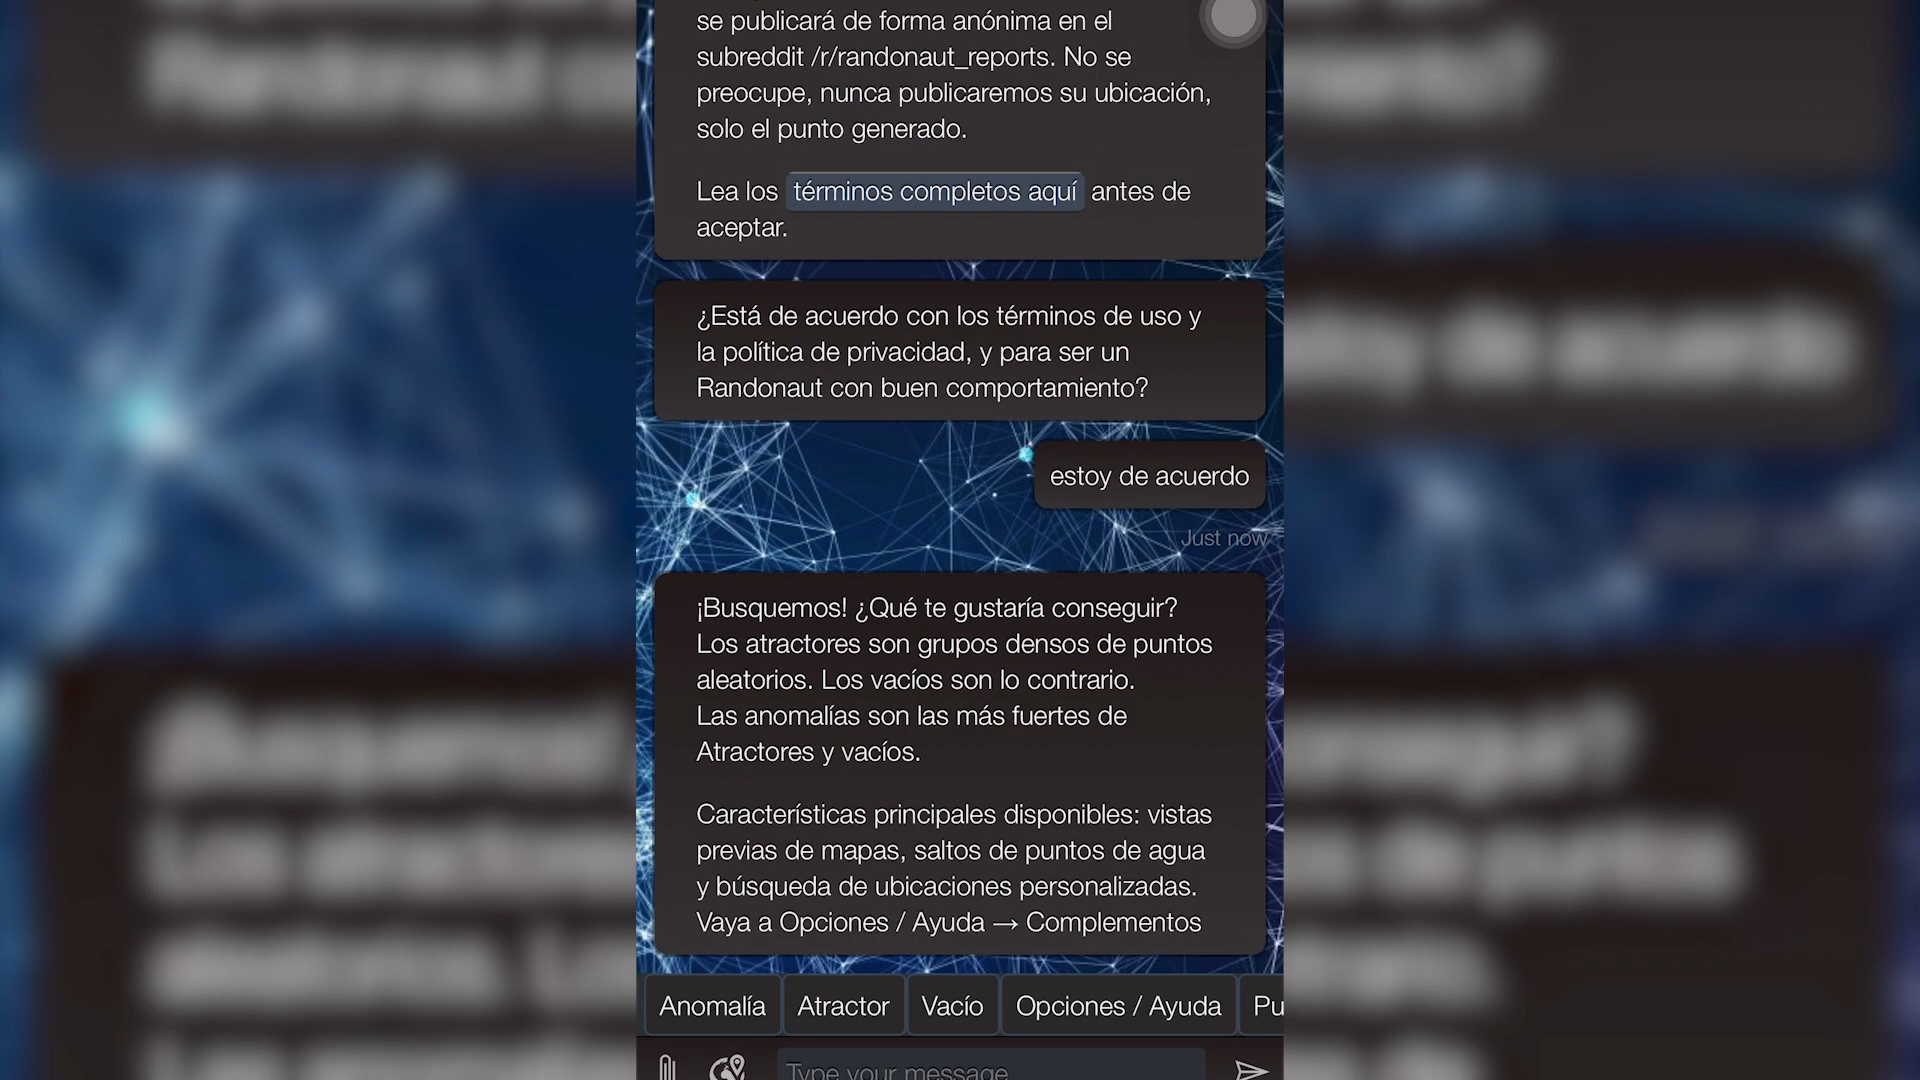 se publicará de forma anónima en el
subreddit /r/randonaut_reports. No se
preocupe, nunca publicaremos su ubicación,
solo el punto generado.
Lea los términos completos aquí antes de
aceptar.
¿Está de acuerdo con los términos de uso y
la política de privacidad, y para ser un
Randonaut con buen comportamiento?
estoy de acuerdo
Just now
¡Busquemos! ¿Qué te gustaría conseguir?
Los atractores son grupos densos de puntos
aleatorios. Los vacíos son lo contrario.
Las anomalías son las más fuertes de
Atractores y vacíos.
Características principales disponibles: vistas
previas de mapas, saltos de puntos de agua
y búsqueda de ubicaciones personalizadas.
Vaya a Opciones / Ayuda → Complementos
Anomalía Atractor Vacío Opciones / Ayuda Pu
Type your message